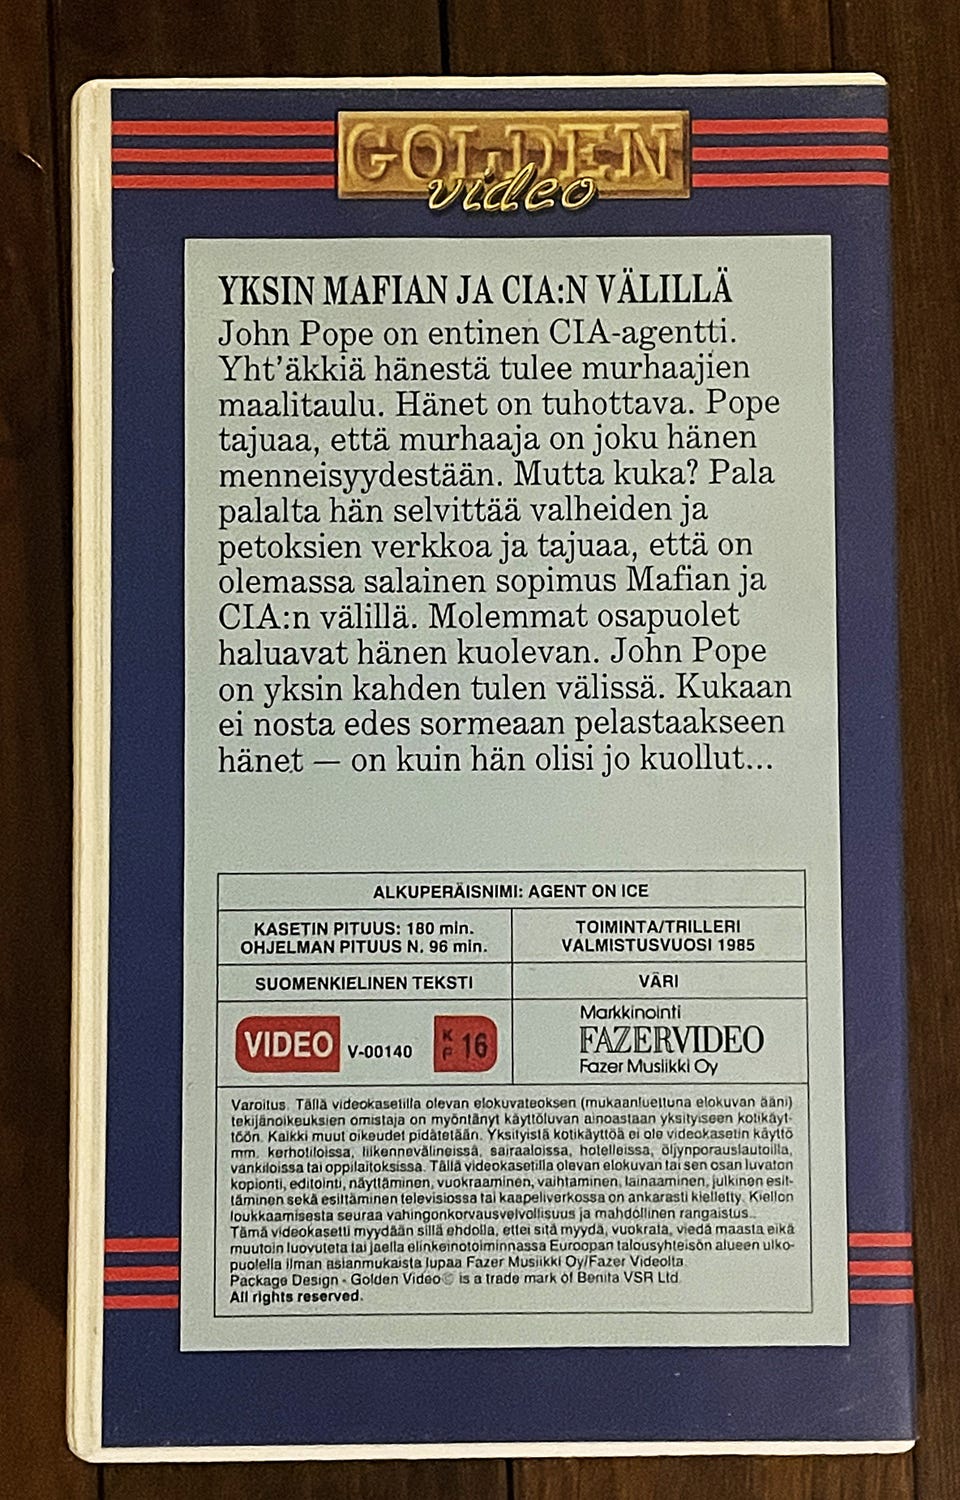 GOLDEN
video
YKSIN MAFIAN JA CIA:N VÄLILLÄ
John Pope on entinen CIA-agentti.
Yht'äkkiä hänestä tulee murhaajien
maalitaulu. Hänet on tuhottava. Pope
tajuaa, että murhaaja on joku hänen
menneisyydestään. Mutta kuka? Pala
palalta hän selvittää valheiden ja
petoksien verkkoa ja tajuaa, että on
olemassa salainen sopimus Mafian ja
CIA:n välillä. Molemmat osapuolet
haluavat hänen kuolevan. John Pope
on yksin kahden tulen välissä. Kukaan
ei nosta edes sormeaan pelastaakseen
hänet — on kuin hän olisi jo kuollut...
ALKUPERÄISNIMI: AGENT ON ICE
KASETIN PITUUS: 180 min.
OHJELMAN PITUUS N. 96 min.
TOIMINTA/TRILLERI
VALMISTUSVUOSI 1985
SUOMENKIELINEN TEKSTI
VÄRI
VIDEO V-00140 K F 16
Markkinointi
FAZERVIDEO
Fazer Musiikki Oy
Varoitus. Tällä videokasetilla olevan elokuvateoksen (mukaanluettuna elokuvan ääni)
tekijänoikeuksien omistaja on myöntänyt käyttöluvan ainoastaan yksityiseen kotikäyt-
töön. Kaikki muut oikeudet pidätetään. Yksityistä kotikäyttöä ei ole videokasetin käyttö
mm. kerhotiloissa, liikennevälineissä, sairaaloissa, hotelleissa, öljynporauslautoilla,
vankiloissa tai oppilaitoksissa. Tällä videokasetilla olevan elokuvan tai sen osan luvaton
kopionti, editointi, näyttäminen, vuokraaminen, vaihtaminen, lainaaminen, julkinen esit-
täminen sekä esittäminen televisiossa tai kaapeliverkossa on ankarasti kielletty. Kiellon
loukkaamisesta seuraa vahingonkorvausvelvollisuus ja mahdollinen rangaistus.
Tämä videokasetti myydään sillä ehdolla, ettei sitä myydä, vuokrata, viedä maasta eikä
muutoin luovuteta tai jaella elinkeinotoiminnassa Euroopan talousyhteisön alueen ulko-
puolella ilman asianmukaista lupaa Fazer Musiikki Oy/Fazer Videolta.
Package Design - Golden Video© is a trade mark of Benita VSR Ltd.
All rights reserved.